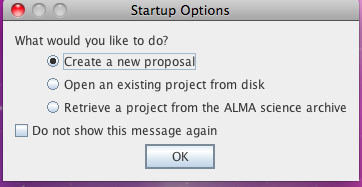 Startup Options
What would you like to do?
Create a new proposal
Open an existing project from disk
Retrieve a project from the ALMA science archive
Do not show this message again
OK